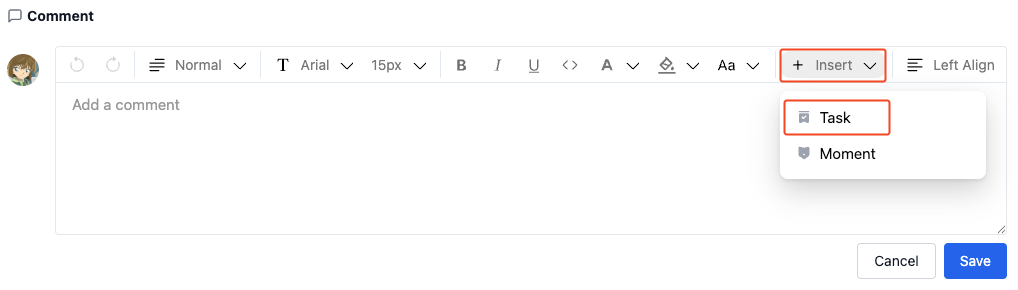 Comment
Normal Arial 15px B I U <> A Aa + Insert Left Align
Add a comment
Task
Moment
Cancel Save